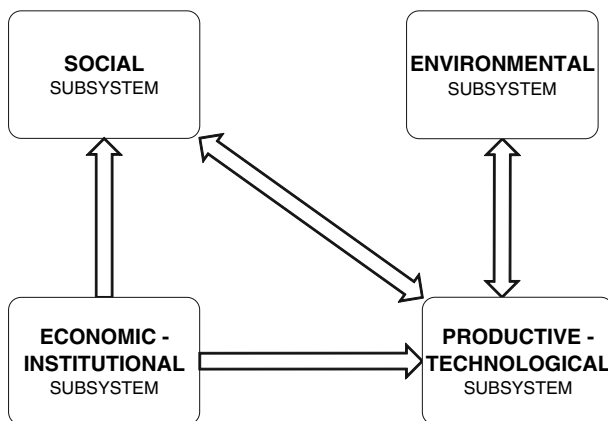 SOCIAL
SUBSYSTEM
ENVIRONMENTAL
SUBSYSTEM
ECONOMIC -
INSTITUTIONAL
SUBSYSTEM
PRODUCTIVE -
TECHNOLOGICAL
SUBSYSTEM